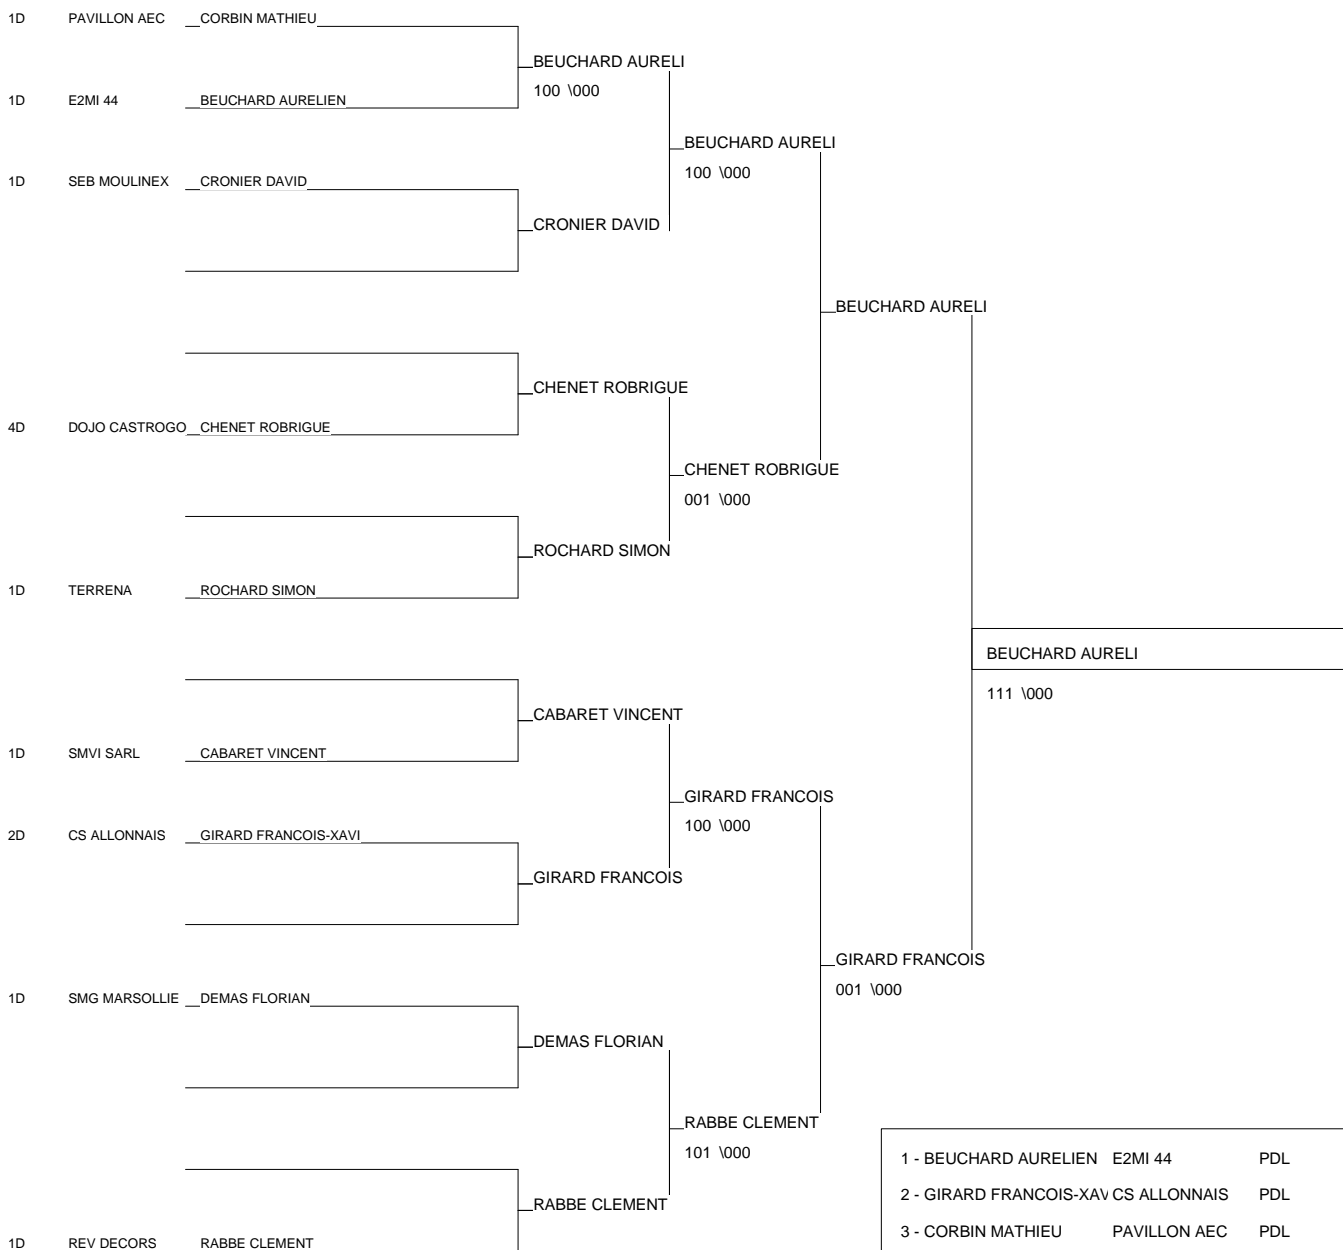 1D PAVILLON AEC CORBIN MATHIEU
BEUCHARD AURELI
100 \000
1D E2MI 44 BEUCHARD AURELIEN
BEUCHARD AURELI
100 \000
1D SEB MOULINEX CRONIER DAVID
CRONIER DAVID
BEUCHARD AURELI
CHENET ROBRIGUE
4D DOJO CASTROGO CHENET ROBRIGUE
CHENET ROBRIGUE
001 \000
ROCHARD SIMON
1D TERRENA ROCHARD SIMON
BEUCHARD AURELI
111 \000
CABARET VINCENT
1D SMVI SARL CABARET VINCENT
GIRARD FRANCOIS
100 \000
2D CS ALLONNAIS GIRARD FRANCOIS-XAVI
GIRARD FRANCOIS
GIRARD FRANCOIS
001 \000
1D SMG MARSOLLIE DEMAS FLORIAN
DEMAS FLORIAN
RABBE CLEMENT
101 \000
RABBE CLEMENT
1D REV DECORS RABBE CLEMENT
1 - BEUCHARD AURELIEN E2MI 44 PDL
2 - GIRARD FRANCOIS-XAV CS ALLONNAIS PDL
3 - CORBIN MATHIEU PAVILLON AEC PDL